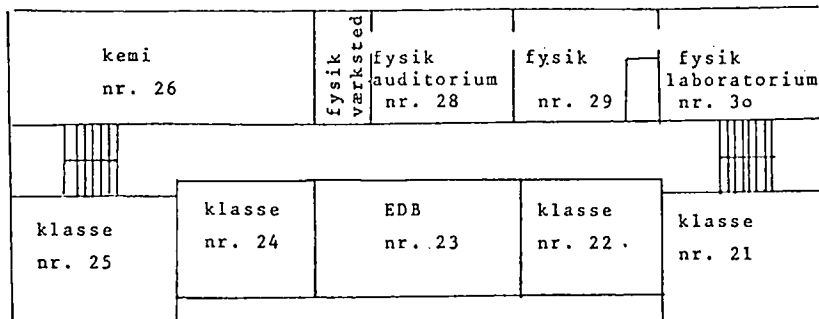 kemi
nr. 26
fysik
værksted
fysik
auditorium
nr. 28
fysik
nr. 29
fysik
laboratorium
nr. 3o
klasse
nr. 25
klasse
nr. 24
EDB
nr. 23
klasse
nr. 22.
klasse
nr. 21